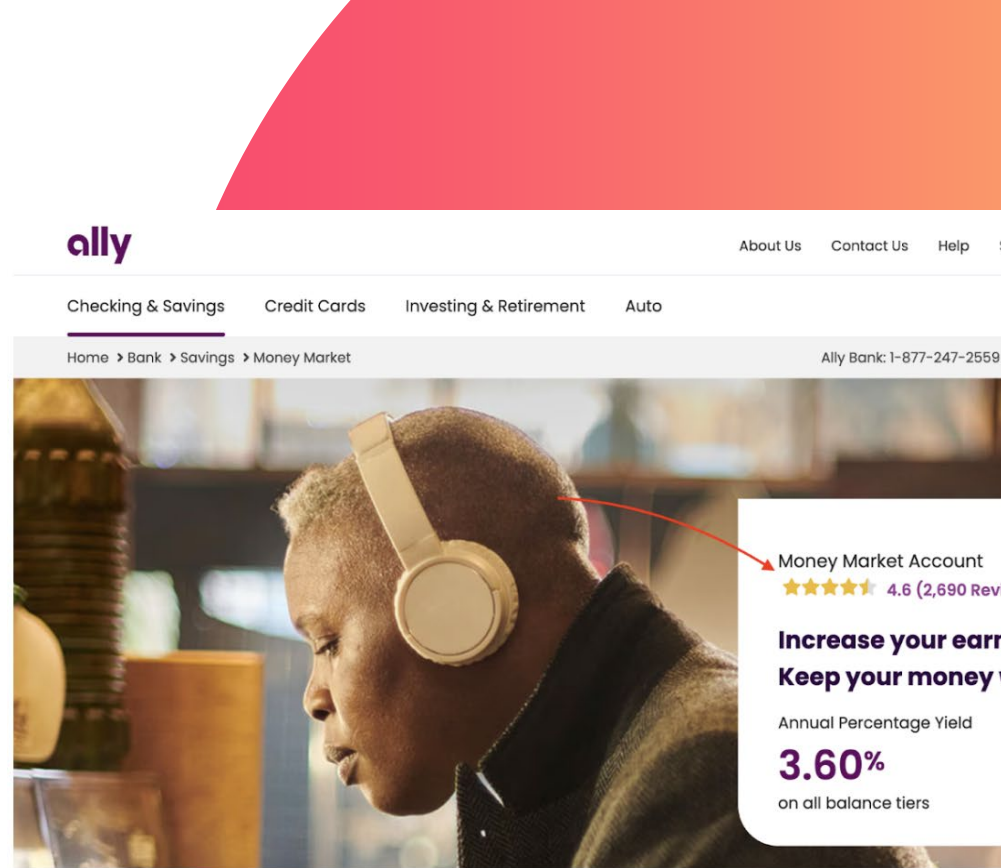 ally
About Us Contact Us Help
Checking & Savings Credit Cards Investing & Retirement Auto
Home > Bank > Savings > Money Market Ally Bank: 1-877-247-2559
Money Market Account
4.6 (2,690
Increase your
Keep your money
Annual Percentage Yield
3.60%
on all balance tiers